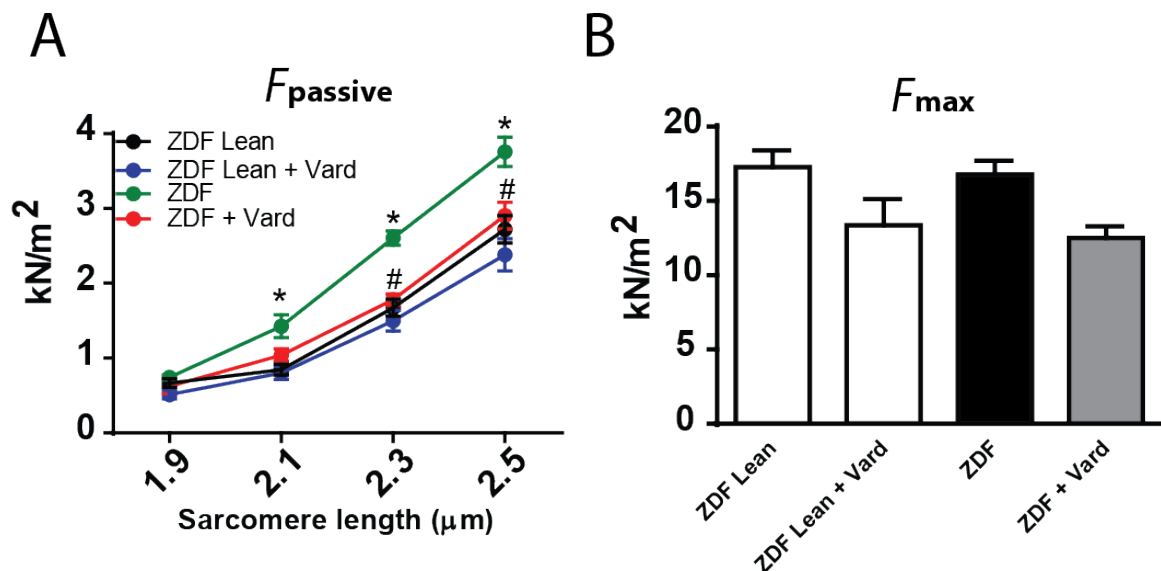 A
Fpassive
kN/m2
4
3
2
1
0
ZDF Lean
ZDF Lean + Vard
ZDF
ZDF + Vard
*
*
#
*
#
1.9
2.1
2.3
2.5
Sarcomere length (μm)
B
Fmax
kN/m2
20
15
10
5
0
ZDF Lean
ZDF Lean + Vard
ZDF
ZDF + Vard